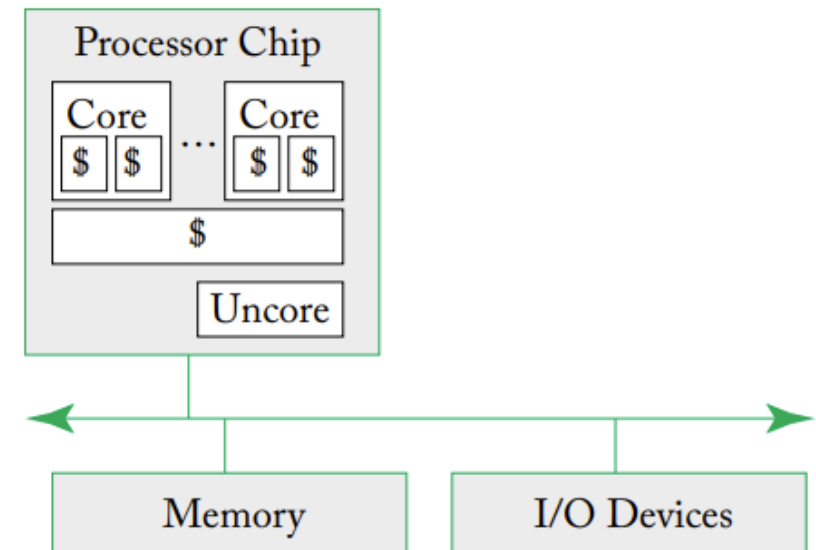 Processor Chip
Core ... Core
$ $ $ $
$
Uncore
Memory I/O Devices